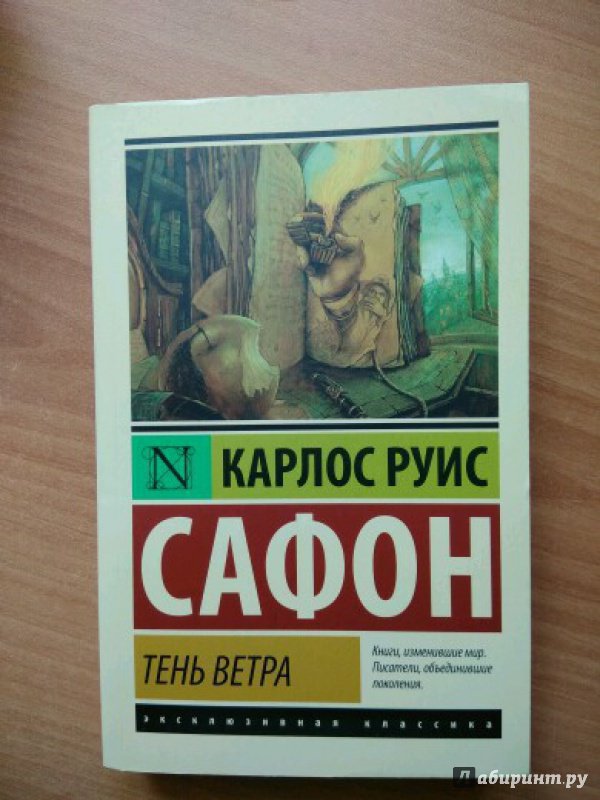 N
КАРЛОС РУИС
САФОН
ТЕНЬ ВЕТРА
Книги, изменившие мир.
Писатели, объединившие
поколения.
эксклюзивная классика
Лабиринт.ру